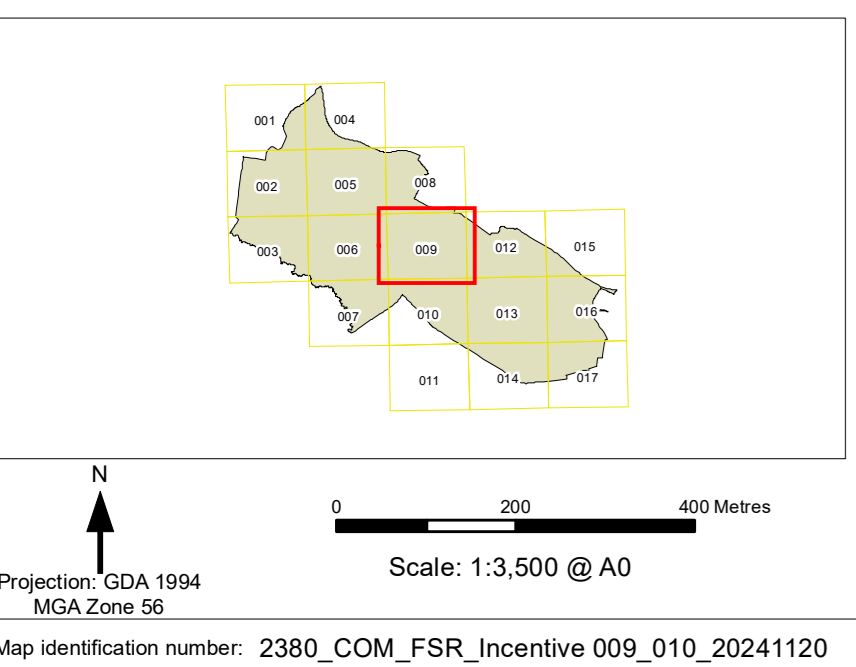 001 004
002 005 008
003 006 009 012 015
007 010 013 016
011 014 017
N
0 200 400 Metres
Scale: 1:3,500 @ A0
Projection: GDA 1994
MGA Zone 56
Map identification number: 2380_COM_FSR_Incentive 009_010_20241120